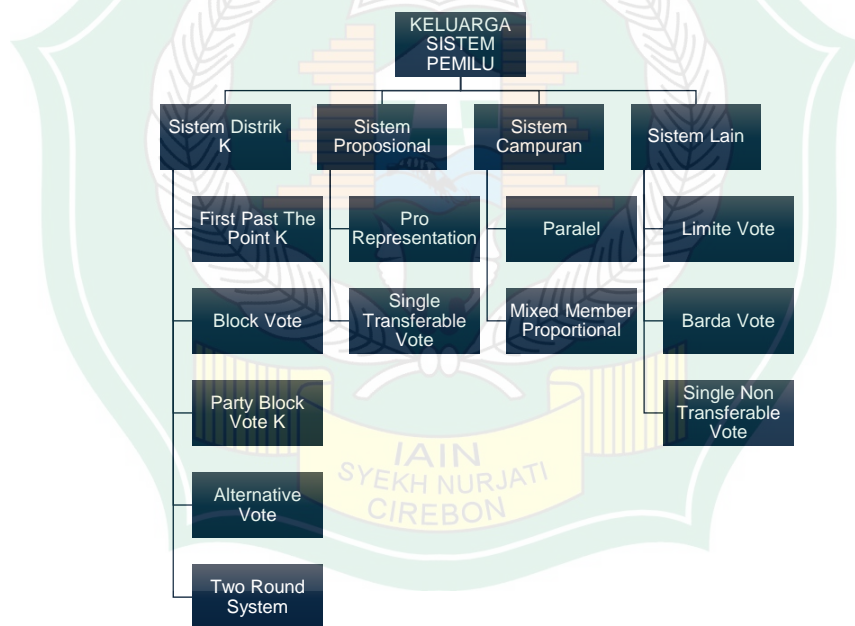 KELUARGA
SISTEM
PEMILU
Sistem Distrik
K
Sistem
Proposional
Sistem
Campuran
Sistem Lain
First Past The
Point K
Block Vote
Party Block
Vote K
Alternative
Vote
Two Round
System
Pro
Representation
Single
Transferable
Vote
Paralel
Mixed Member
Proportional
Limite Vote
Barda Vote
Single Non
Transferable
Vote
IAIN
SYEKH NURJATI
CIREBON